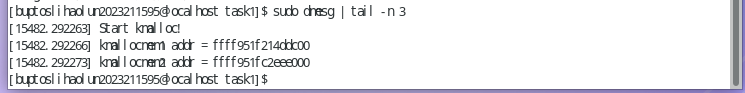 [buptoslihaolun2023211595@localhost task1]$ sudo dmesg | tail -n 3
[15482.292263] Start kmalloc!
[15482.292266] kmallocmem1 addr = ffff951f214ddc00
[15482.292273] kmallocmem2 addr = ffff951fc2eee000
[buptoslihaolun2023211595@localhost task1]$